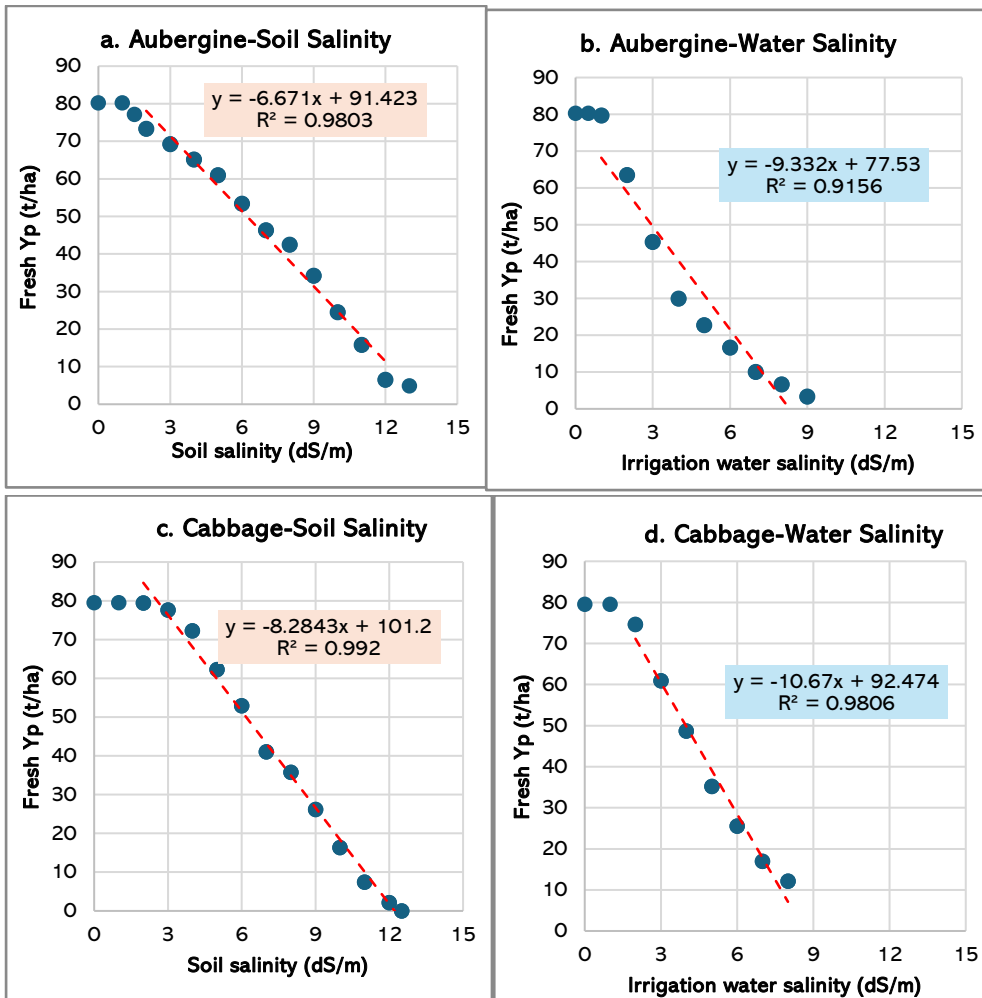 a. Aubergine-Soil Salinity
y = -6.671x + 91.423
R² = 0.9803
Fresh Yp (t/ha)
90
80
70
60
50
40
30
20
10
0
0 3 6 9 12 15
Soil salinity (dS/m)
b. Aubergine-Water Salinity
y = -9.332x + 77.53
R² = 0.9156
Fresh Yp (t/ha)
90
80
70
60
50
40
30
20
10
0
0 3 6 9 12 15
Irrigation water salinity (dS/m)
c. Cabbage-Soil Salinity
y = -8.2843x + 101.2
R² = 0.992
Fresh Yp (t/ha)
90
80
70
60
50
40
30
20
10
0
0 3 6 9 12 15
Soil salinity (dS/m)
d. Cabbage-Water Salinity
y = -10.67x + 92.474
R² = 0.9806
Fresh Yp (t/ha)
90
80
70
60
50
40
30
20
10
0
0 3 6 9 12 15
Irrigation water salinity (dS/m)